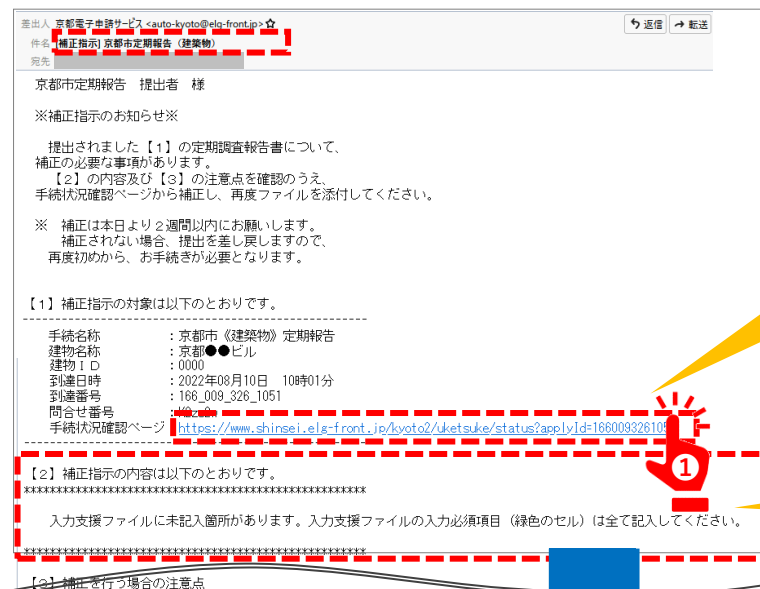 差出人 京都電子申請サービス <auto-kyoto@elg-front.jp>☆
返信 転送
件名 [補正指示] 京都市定期報告（建築物）
宛先
京都市定期報告　提出者　様
※補正指示のお知らせ※
提出されました【1】の定期調査報告書について、
補正の必要な事項があります。
【2】の内容及び【3】の注意点を確認のうえ、
手続状況確認ページから補正し、再度ファイルを添付してください。
※　補正は本日より２週間以内にお願いします。
補正されない場合、提出を差し戻しますので、
再度初めから、お手続きが必要となります。
【1】補正指示の対象は以下のとおりです。
手続名称　：京都市《建築物》定期報告
建物名称　：京都●●ビル
建物ＩＤ　：0000
到達日時　：2022年08月10日　10時01分
到達番号　：166_009_326_1051
問合せ番号　：
手続状況確認ページ　https://www.shinsei.elg-front.jp/kyoto2/uketsuke/status?applyId=16600932610
1
【2】補正指示の内容は以下のとおりです。
入力支援ファイルに未記入箇所があります。入力支援ファイルの入力必須項目（緑色のセル）は全て記入してください。
【3】補正を行う場合の注意点